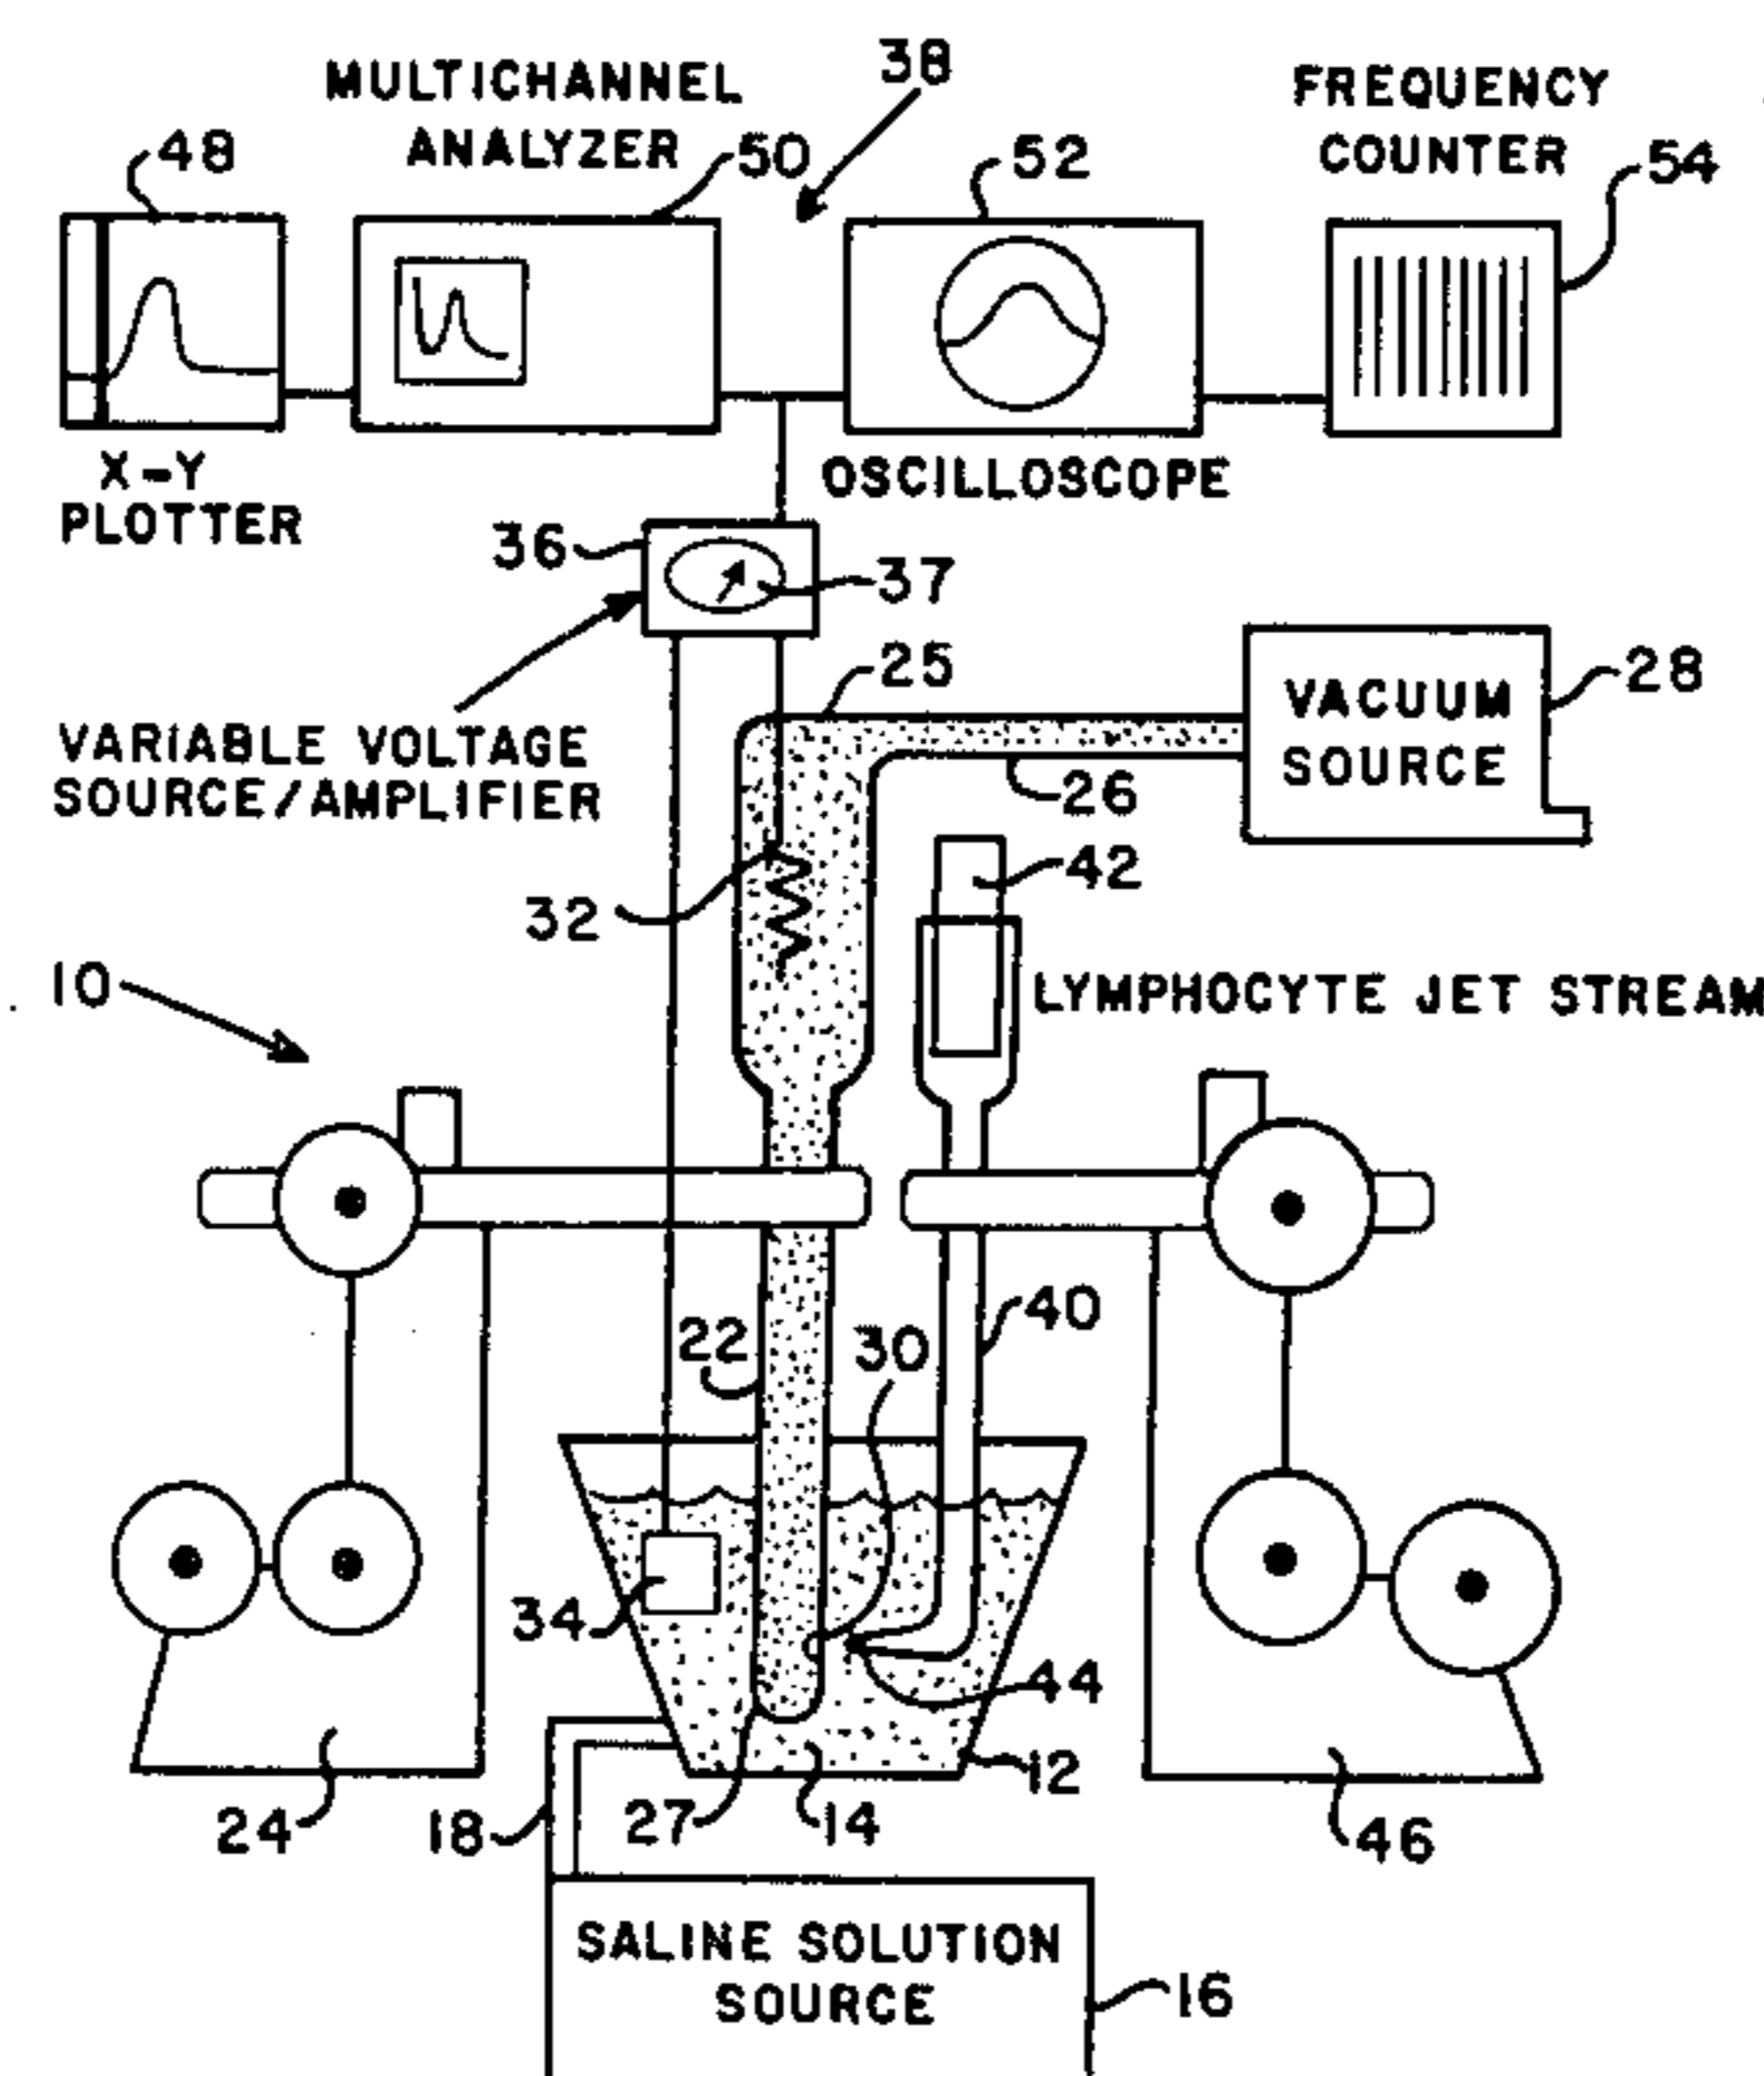 38
MULTICHANNEL
ANALYZER
FREQUENCY
COUNTER
48
50
52
54
X-Y
PLOTTER
OSCILLOSCOPE
36
37
25
28
VARIABLE VOLTAGE
SOURCE/AMPLIFIER
VACUUM
SOURCE
26
42
32
10
LYMPHOCYTE JET STREAM
22
30
40
34
44
12
24
18
27
14
46
SALINE SOLUTION
SOURCE
16